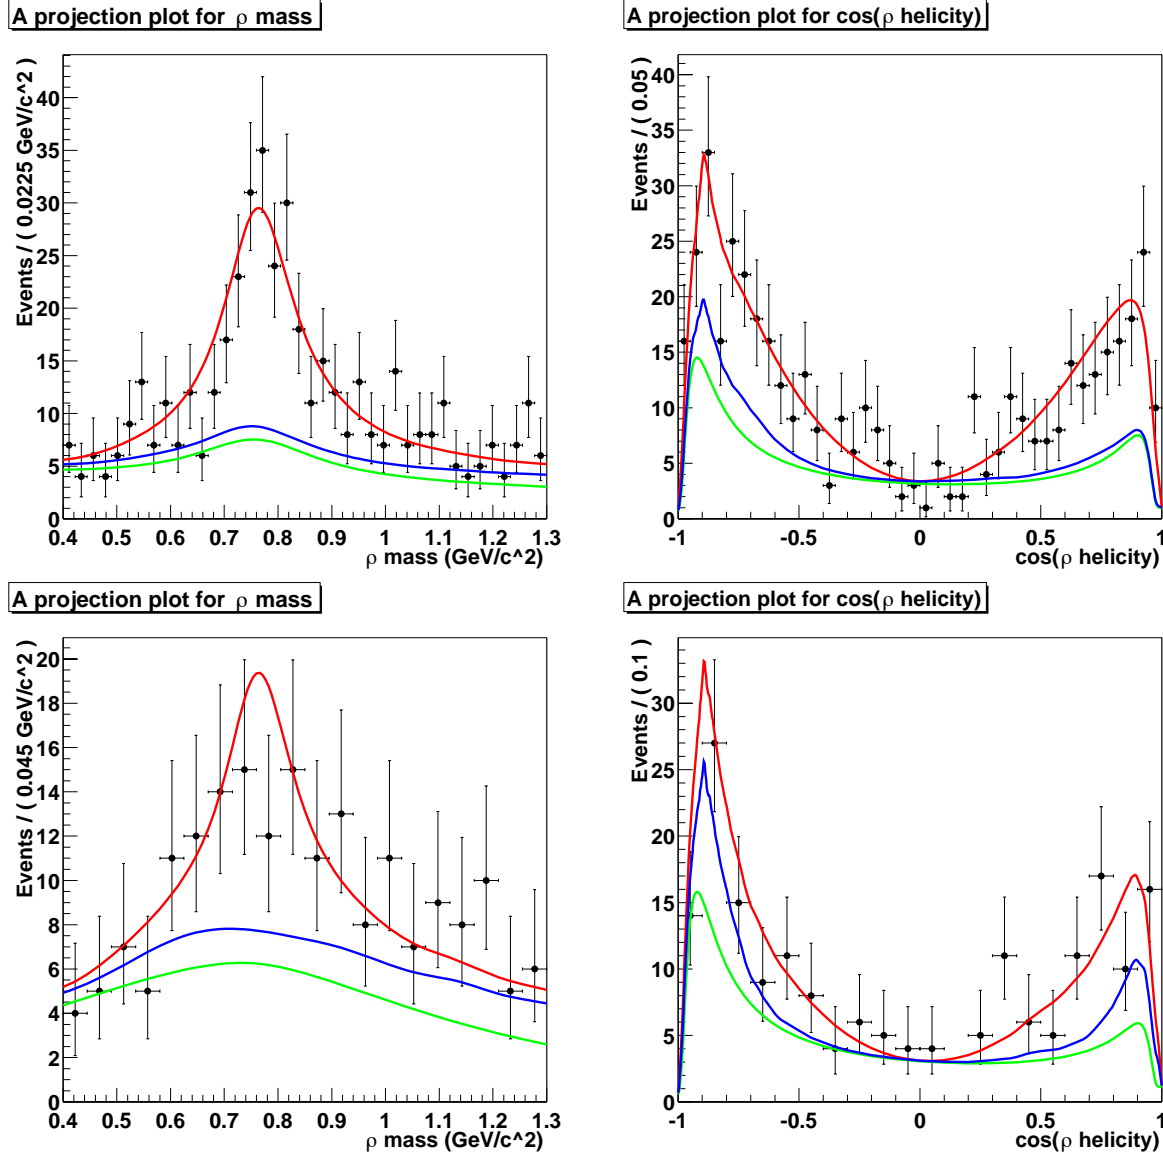 A projection plot for ρ mass
Events / ( 0.0225 GeV/c^2 )
40
35
30
25
20
15
10
5
0
0.4 0.5 0.6 0.7 0.8 0.9 1 1.1 1.2 1.3
ρ mass (GeV/c^2)
A projection plot for cos(ρ helicity)
Events / ( 0.05 )
40
35
30
25
20
15
10
5
0
-1 -0.5 0 0.5 1
cos(ρ helicity)
A projection plot for ρ mass
Events / ( 0.045 GeV/c^2 )
20
18
16
14
12
10
8
6
4
2
0
0.4 0.5 0.6 0.7 0.8 0.9 1 1.1 1.2 1.3
ρ mass (GeV/c^2)
A projection plot for cos(ρ helicity)
Events / ( 0.1 )
30
25
20
15
10
5
0
-1 -0.5 0 0.5 1
cos(ρ helicity)